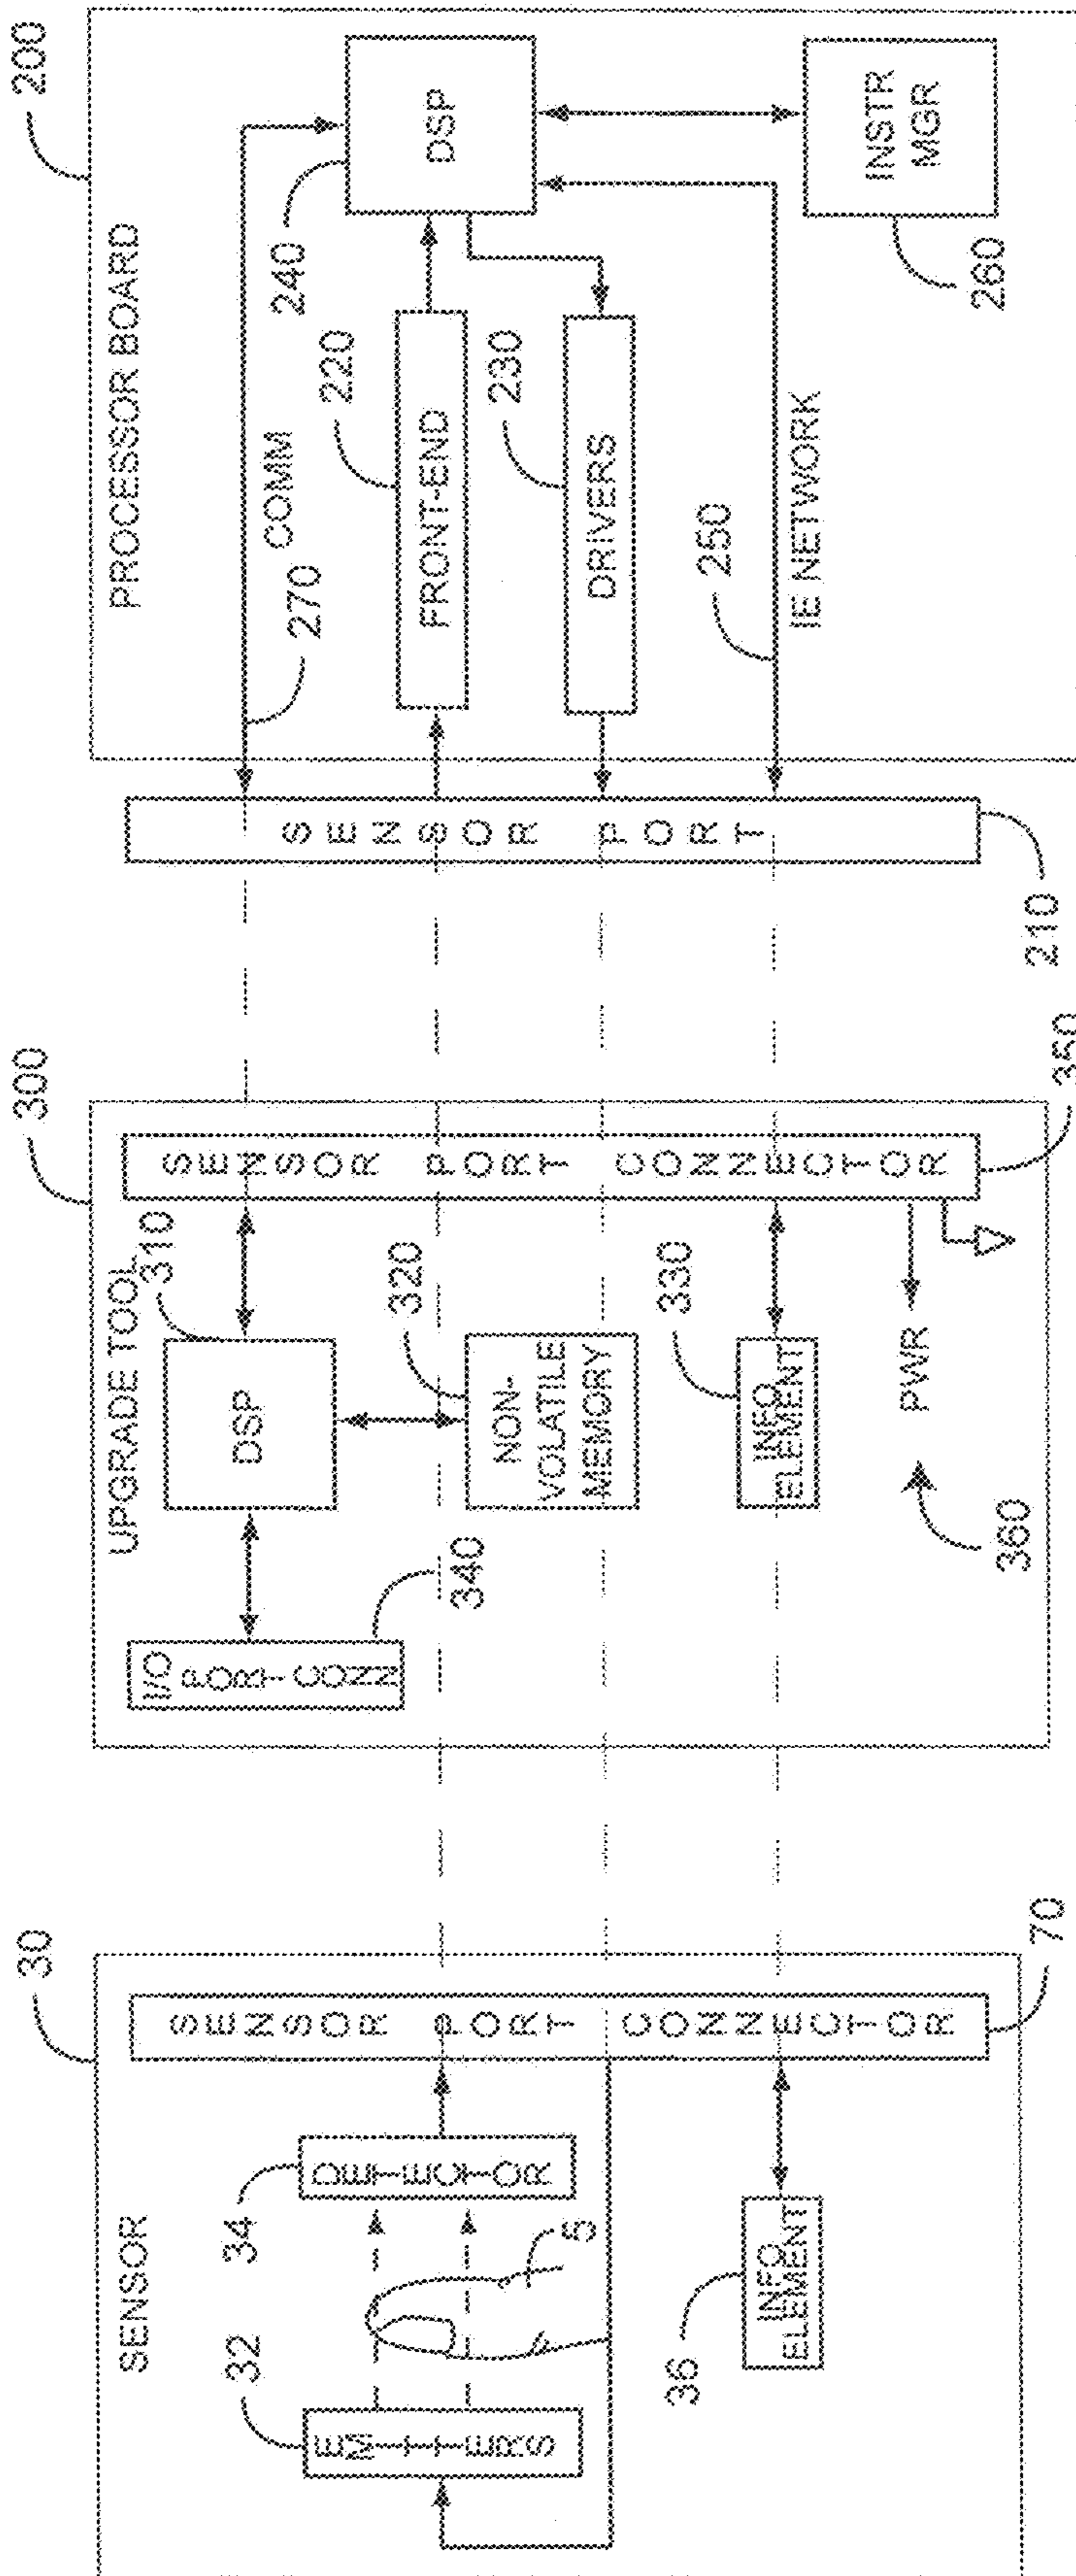 30
SENSOR
32
EMITTERS
34
DETECTOR
5
36
INFO
ELEMENT
SENSOR PORT CONNECTOR
70
300
UPGRADE TOOL
310
DSP
I/O
PORT CONN
340
320
NON-
VOLATILE
MEMORY
330
INFO
ELEMENT
PWR
360
SENSOR PORT CONNECTOR
350
SENSOR PORT
210
200
PROCESSOR BOARD
COMM
270
240
DSP
220
FRONT-END
230
DRIVERS
250
IE NETWORK
INSTR
MGR
260